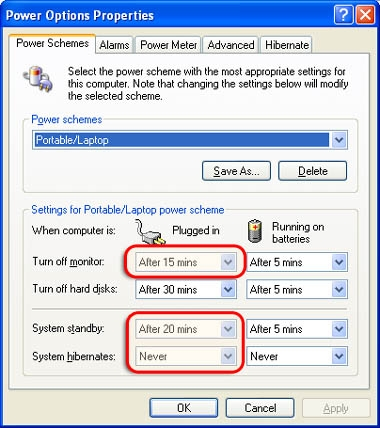 Power Options Properties
Power Schemes Alarms Power Meter Advanced Hibernate
Select the power scheme with the most appropriate settings for
this computer. Note that changing the settings below will modify
the selected scheme.
Power schemes
Portable/Laptop
Save As... Delete
Settings for Portable/Laptop power scheme
When computer is: Plugged in Running on
batteries
Turn off monitor: After 15 mins After 5 mins
Turn off hard disks: After 30 mins After 5 mins
System standby: After 20 mins After 5 mins
System hibernates: Never Never
OK Cancel Apply